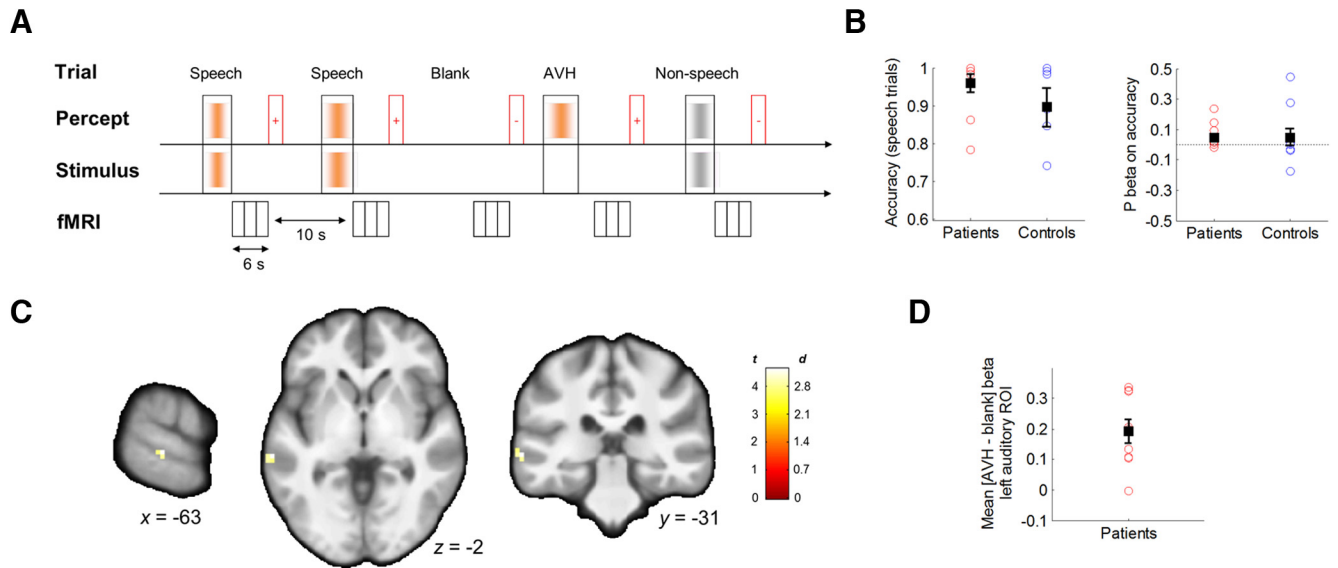 A
Trial Speech Speech Blank AVH Non-speech
Percept + + - + -
Stimulus
fMRI
10 s
6 s
B
Accuracy (speech trials)
1
0.9
0.8
0.7
0.6
Patients Controls
P beta on accuracy
0.5
0.3
0.1
-0.1
-0.3
-0.5
Patients Controls
C
x = -63
z = -2
y = -31
t d
4 2.8
3 2.1
2 1.4
1 0.7
0 0
D
Mean [AVH - blank] beta
left auditory ROI
0.3
0.2
0.1
0
-0.1
Patients